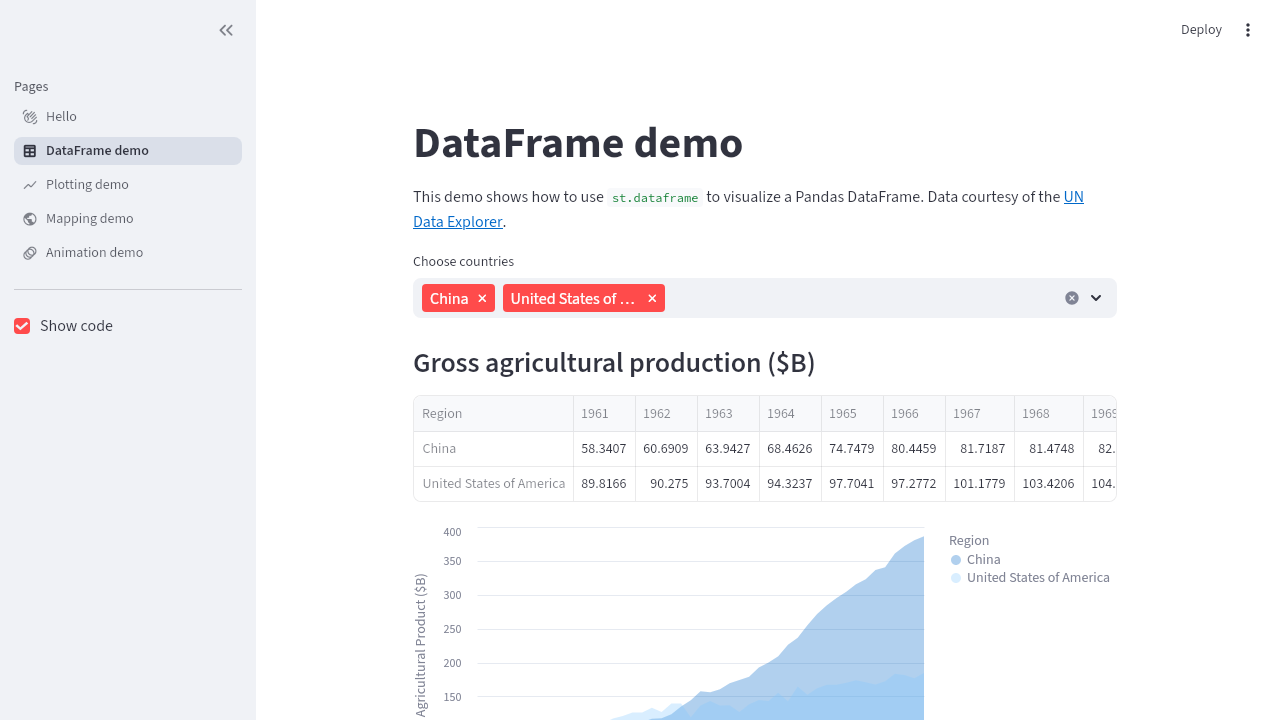 Deploy
Pages
Hello
DataFrame demo
Plotting demo
Mapping demo
Animation demo
Show code
DataFrame demo
This demo shows how to use st.dataframe to visualize a Pandas DataFrame. Data courtesy of the UN
Data Explorer.
Choose countries
China
United States of …
Gross agricultural production ($B)
Region 1961 1962 1963 1964 1965 1966 1967 1968 1969
China 58.3407 60.6909 63.9427 68.4626 74.7479 80.4459 81.7187 81.4748 82.
United States of America 89.8166 90.275 93.7004 94.3237 97.7041 97.2772 101.1779 103.4206 104.
400
350
300
250
200
150
Agricultural Product ($B)
Region
China
United States of America